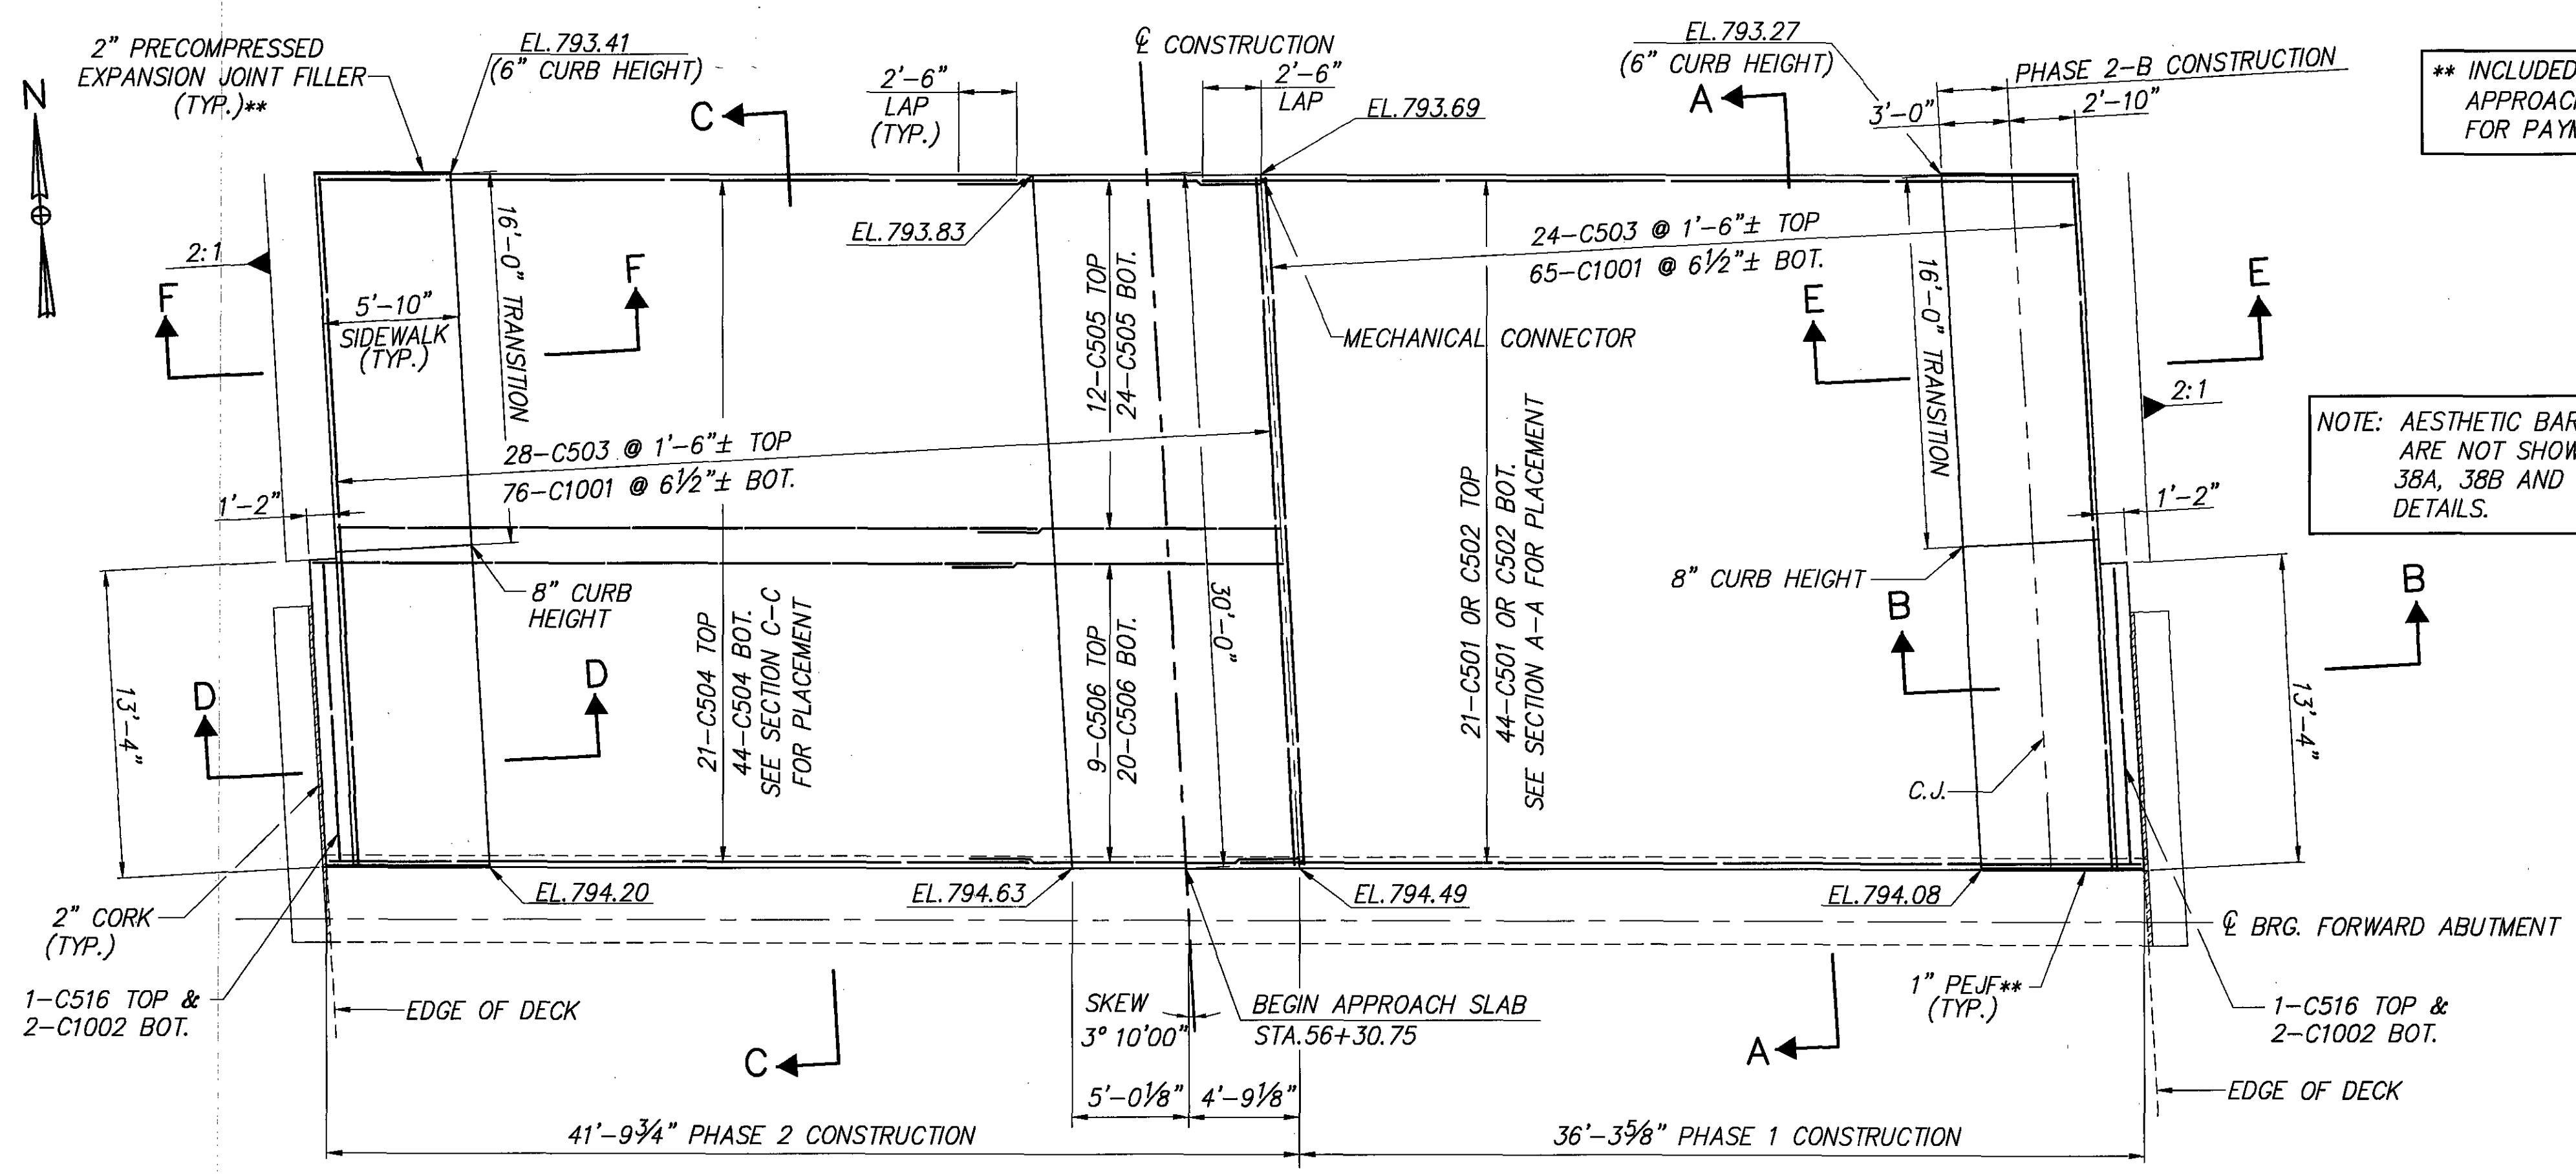 2" PRECOMPRESSED
EXPANSION JOINT FILLER
(TYP.)**
EL.793.41
(6" CURB HEIGHT)
℄ CONSTRUCTION
2'-6"
LAP
(TYP.)
2'-6"
LAP
EL.793.27
(6" CURB HEIGHT)
PHASE 2-B CONSTRUCTION
3'-0"
2'-10"
** INCLUDED
APPROAC
FOR PAYM
N
C
A
EL.793.69
EL.793.83
2:1
F
F
5'-10"
SIDEWALK
(TYP.)
16'-0" TRANSITION
12-C505 TOP
24-C505 BOT.
24-C503 @ 1'-6"± TOP
65-C1001 @ 6½"± BOT.
MECHANICAL CONNECTOR
E
E
16'-0" TRANSITION
2:1
28-C503 @ 1'-6"± TOP
76-C1001 @ 6½"± BOT.
NOTE: AESTHETIC BAR
ARE NOT SHOW
38A, 38B AND
DETAILS.
1'-2"
1'-2"
8" CURB
HEIGHT
8" CURB HEIGHT
21-C504 TOP
44-C504 BOT.
SEE SECTION C-C
FOR PLACEMENT
9-C506 TOP
20-C506 BOT.
30'-0"
21-C501 OR C502 TOP
44-C501 OR C502 BOT.
SEE SECTION A-A FOR PLACEMENT
B
B
D
D
13'-4"
13'-4"
C.J.
EL.794.20
EL.794.63
EL.794.49
EL.794.08
2" CORK
(TYP.)
℄ BRG. FORWARD ABUTMENT
1-C516 TOP &
2-C1002 BOT.
EDGE OF DECK
SKEW
3° 10'00"
BEGIN APPROACH SLAB
STA.56+30.75
1" PEJF**
(TYP.)
1-C516 TOP &
2-C1002 BOT.
C
A
EDGE OF DECK
5'-0⅛"
4'-9⅛"
41'-9¾" PHASE 2 CONSTRUCTION
36'-3⅝" PHASE 1 CONSTRUCTION